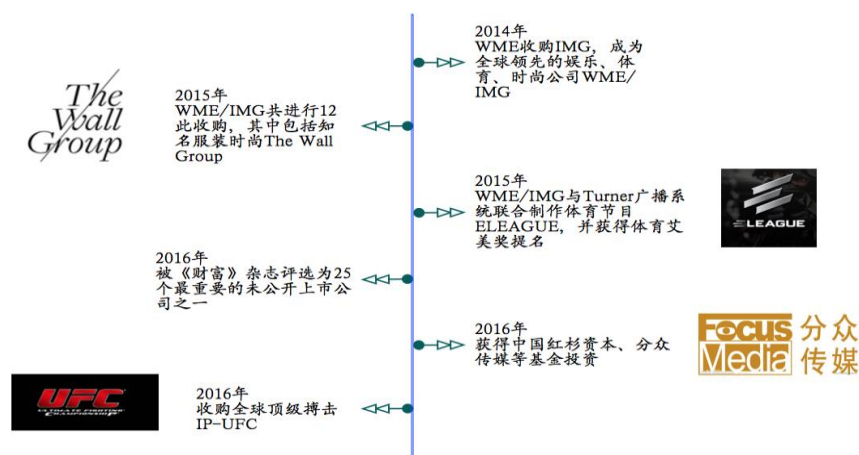 2014年
WME收购IMG，成为
全球领先的娱乐、体
育、时尚公司WME/
IMG
The
Wall
Group
2015年
WME/IMG共进行12
此收购，其中包括知
名服装时尚The Wall
Group
2015年
WME/IMG与Turner广播系
统联合制作体育节目
ELEAGUE，并获得体育艾
美奖提名
ELEAGUE
2016年
被《财富》杂志评选为25
个最重要的未公开上市公
司之一
2016年
获得中国红杉资本、分众
传媒等基金投资
Focus 分众
Media 传媒
UFC
ULTIMATE FIGHTING
CHAMPIONSHIP
2016年
收购全球顶级搏击
IP-UFC